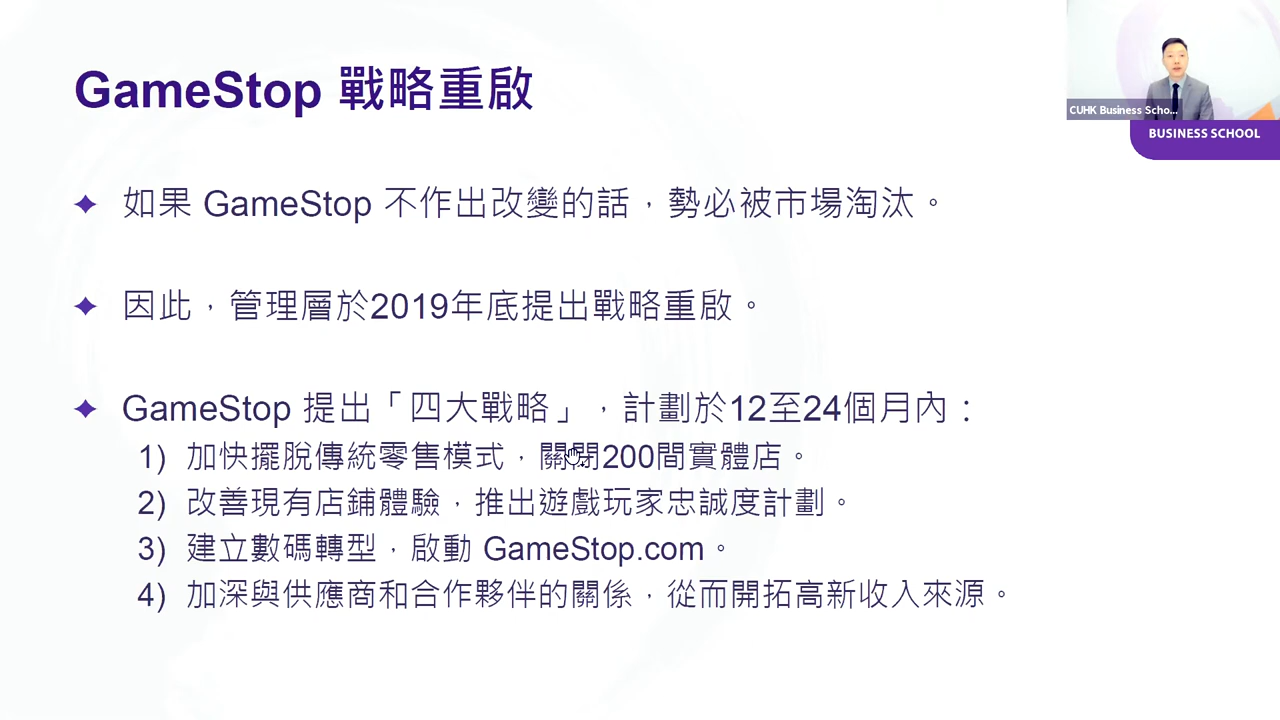 GameStop 戰略重啟
CUHK Business Scho...
BUSINESS SCHOOL
如果 GameStop 不作出改變的話，勢必被市場淘汰。
因此，管理層於2019年底提出戰略重啟。
GameStop 提出「四大戰略」，計劃於12至24個月內：
1) 加快擺脫傳統零售模式，關閉200間實體店。
2) 改善現有店鋪體驗，推出遊戲玩家忠誠度計劃。
3) 建立數碼轉型，啟動 GameStop.com。
4) 加深與供應商和合作夥伴的關係，從而開拓高新收入來源。